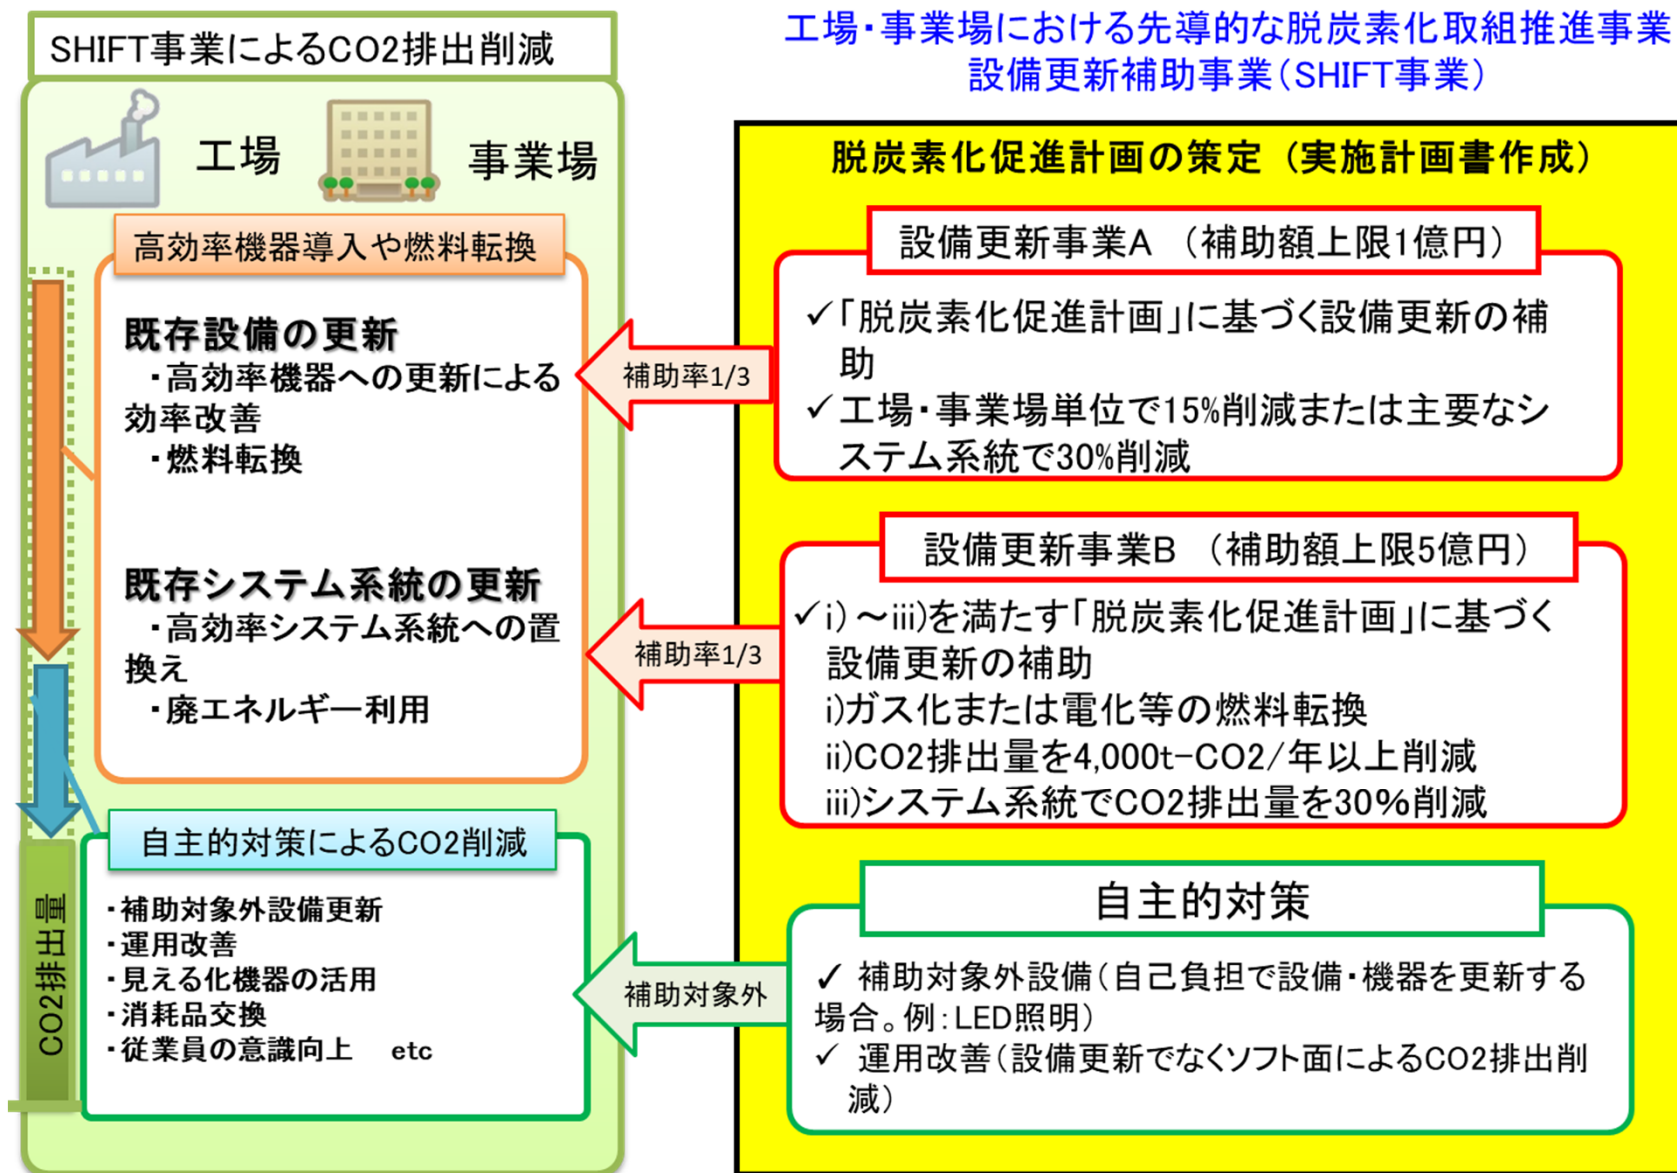 SHIFT事業によるCO2排出削減
工場
事業場
高効率機器導入や燃料転換
既存設備の更新
・高効率機器への更新による
効率改善
・燃料転換
既存システム系統の更新
・高効率システム系統への置
換え
・廃エネルギー利用
自主的対策によるCO2削減
・補助対象外設備更新
・運用改善
・見える化機器の活用
・消耗品交換
・従業員の意識向上 etc
CO2排出量
補助率1/3
補助率1/3
補助対象外
工場・事業場における先導的な脱炭素化取組推進事業
設備更新補助事業（SHIFT事業）
脱炭素化促進計画の策定（実施計画書作成）
設備更新事業A （補助額上限1億円）
✓「脱炭素化促進計画」に基づく設備更新の補
助
✓工場・事業場単位で15%削減または主要なシ
ステム系統で30%削減
設備更新事業B （補助額上限5億円）
✓i)～iii)を満たす「脱炭素化促進計画」に基づく
設備更新の補助
i)ガス化または電化等の燃料転換
ii)CO2排出量を4,000t-CO2/年以上削減
iii)システム系統でCO2排出量を30%削減
自主的対策
✓ 補助対象外設備（自己負担で設備・機器を更新する
場合。例：LED照明）
✓ 運用改善（設備更新でなくソフト面によるCO2排出削
減）